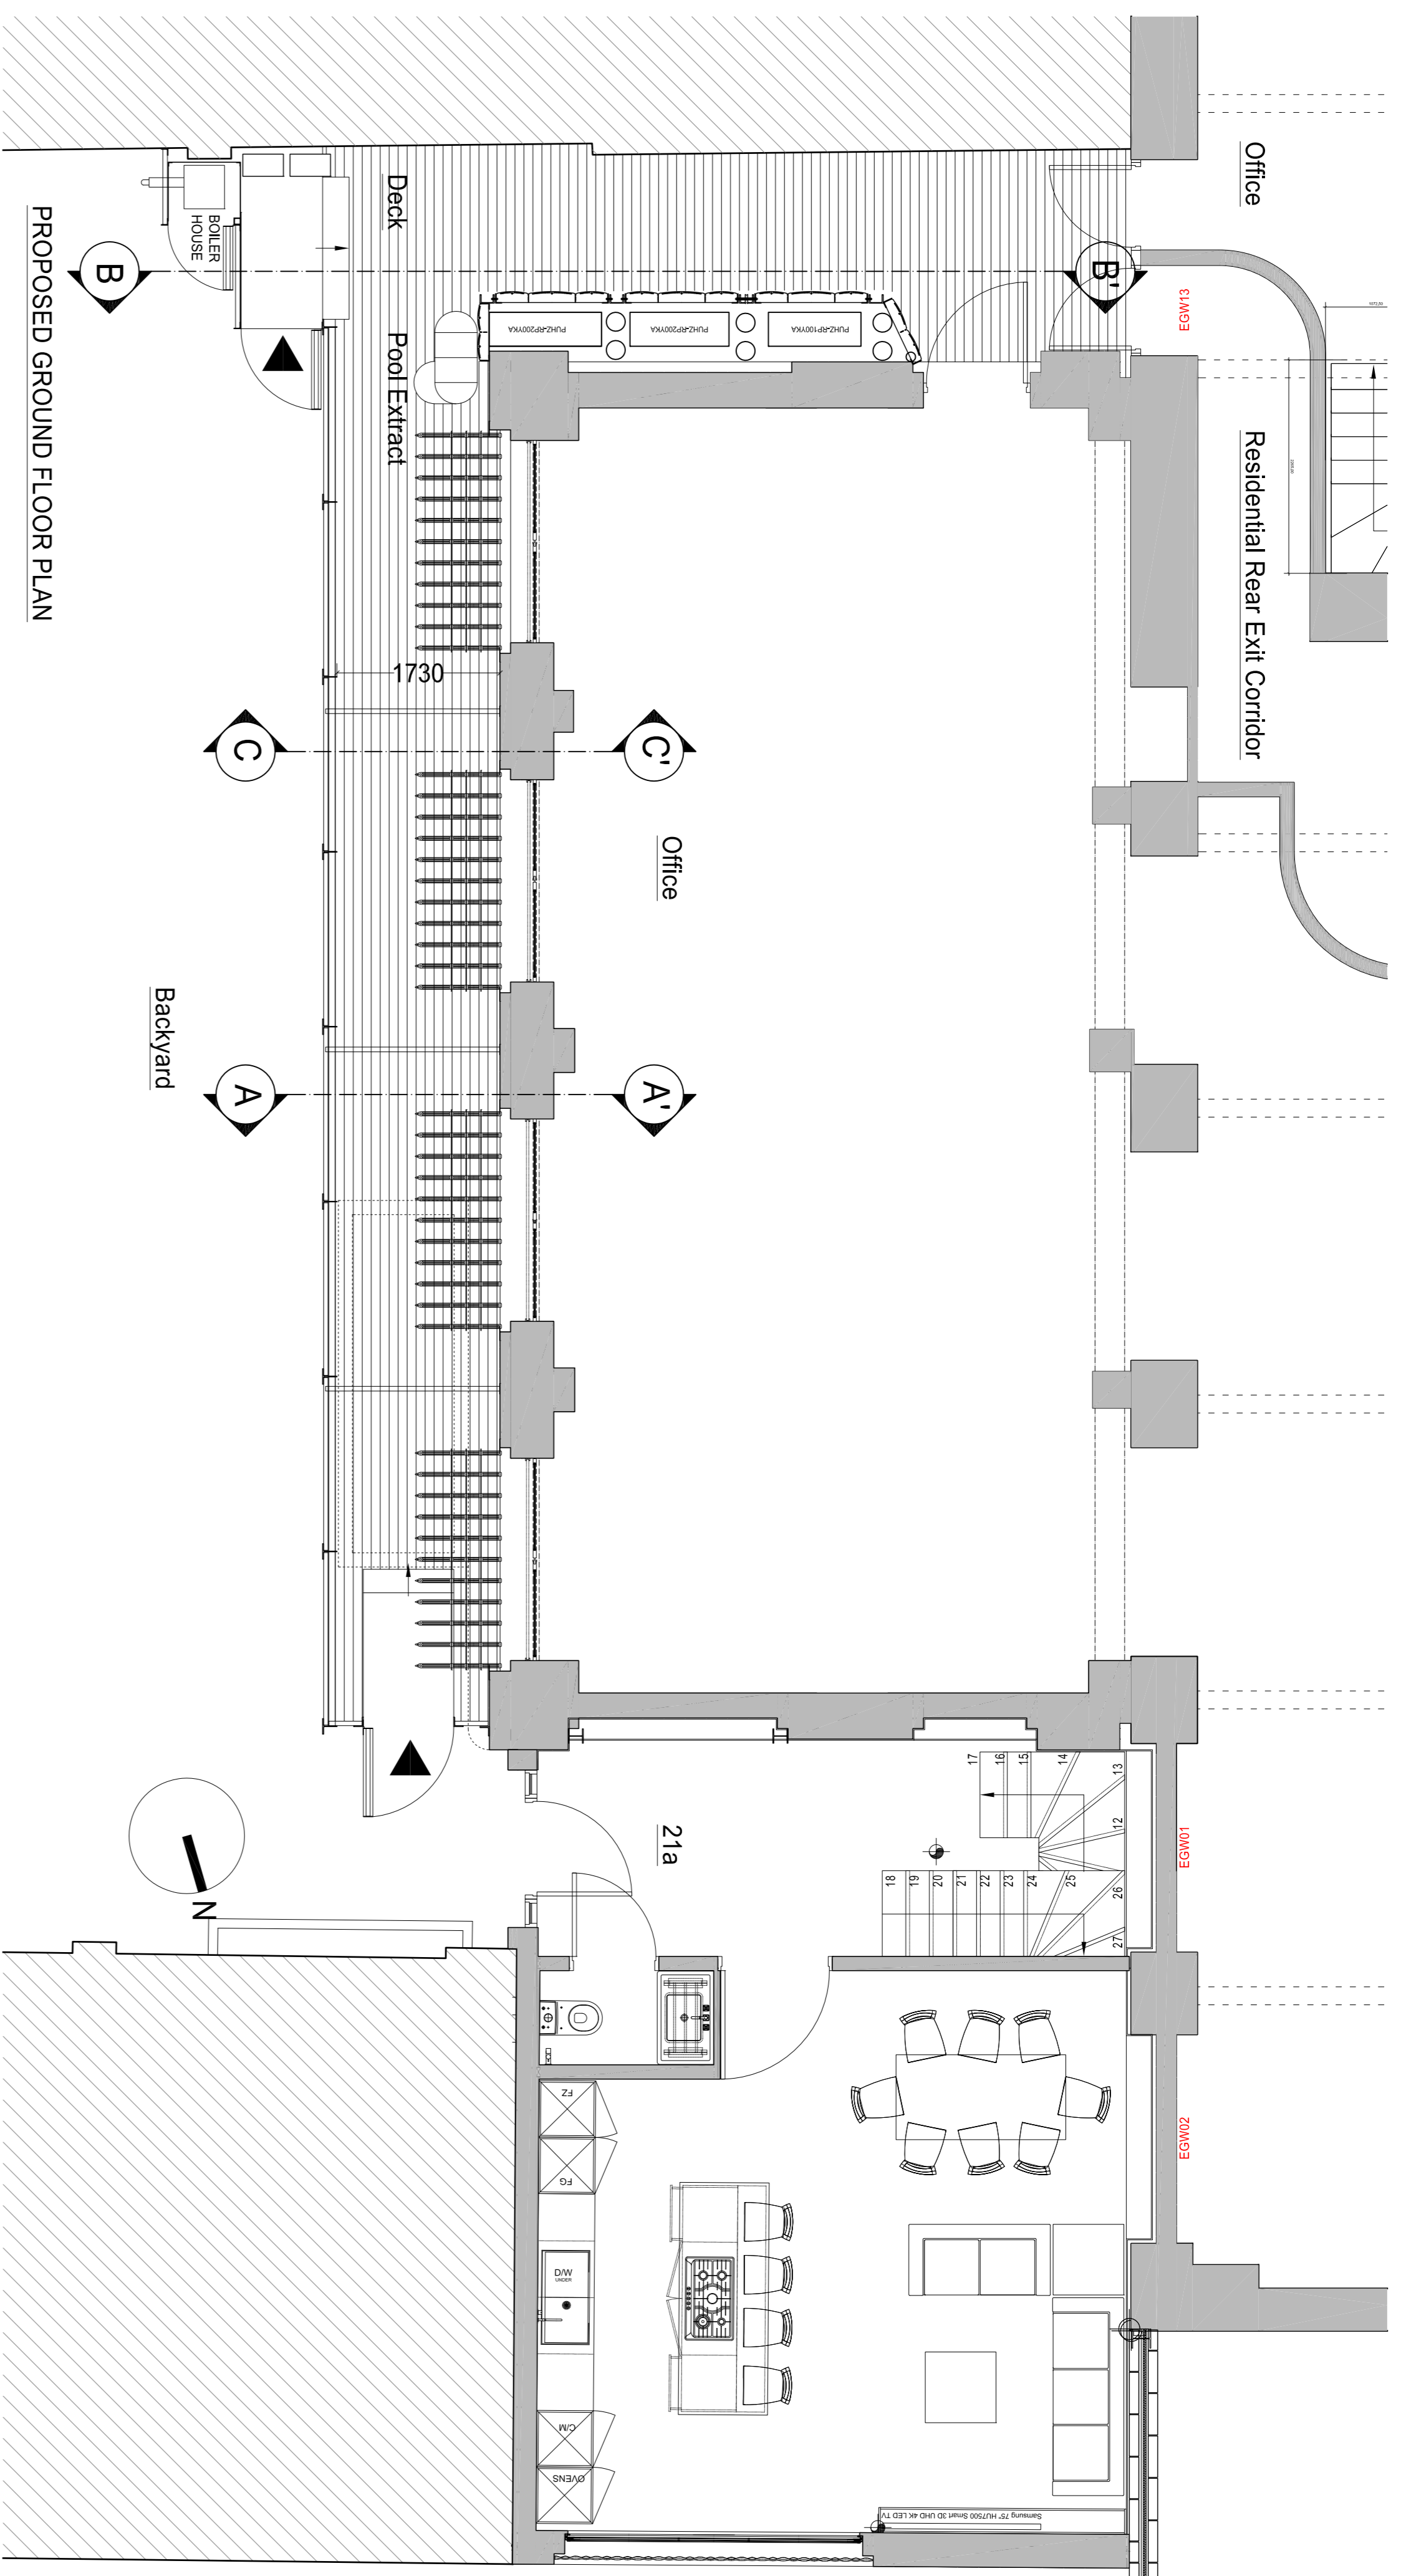 Office
EGW13
Residential Rear Exit Corridor
B'
Deck
BOILER
HOUSE
B
PROPOSED GROUND FLOOR PLAN
PUHZ-RP200YKA
PUHZ-RP200YKA
PUHZ-RP100YKA
Pool Extract
1730
C
C'
Office
Backyard
A
A'
N
21a
17
16
15
14
13
12
18
19
20
21
22
23
24
25
26
27
EGW01
EGW02
FZ
FG
D/W
UNDER
C/M
OVENS
Samsung 75" HU7500 Smart 3D UHD 4K LED TV